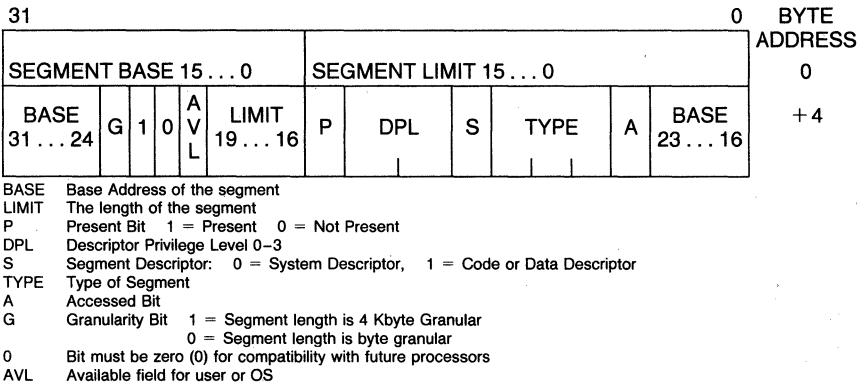 31 0 BYTE
ADDRESS
SEGMENT BASE 15 . . . 0 SEGMENT LIMIT 15 . . . 0 0
BASE 31 . . . 24 G 1 0 AVL LIMIT 19 . . . 16 P DPL S TYPE A BASE 23 . . . 16 +4
BASE Base Address of the segment
LIMIT The length of the segment
P Present Bit 1 = Present 0 = Not Present
DPL Descriptor Privilege Level 0–3
S Segment Descriptor: 0 = System Descriptor, 1 = Code or Data Descriptor
TYPE Type of Segment
A Accessed Bit
G Granularity Bit 1 = Segment length is 4 Kbyte Granular
0 = Segment length is byte granular
0 Bit must be zero (0) for compatibility with future processors
AVL Available field for user or OS